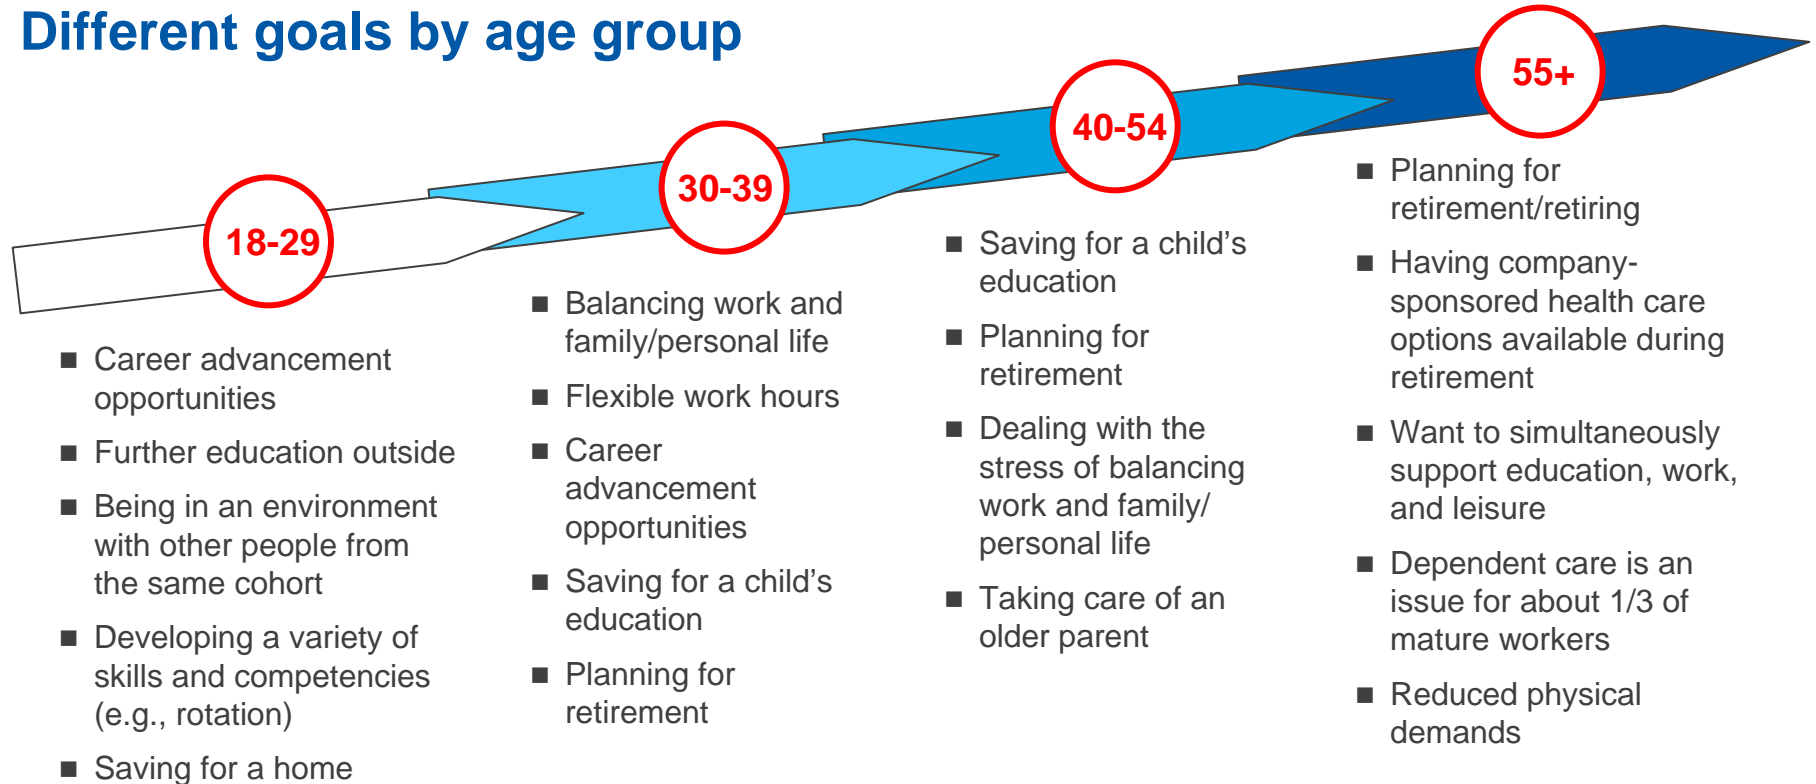 Different goals by age group
18-29
30-39
40-54
55+
■ Career advancement
opportunities
■ Further education outside
■ Being in an environment
with other people from
the same cohort
■ Developing a variety of
skills and competencies
(e.g., rotation)
■ Saving for a home
■ Balancing work and
family/personal life
■ Flexible work hours
■ Career
advancement
opportunities
■ Saving for a child’s
education
■ Planning for
retirement
■ Saving for a child’s
education
■ Planning for
retirement
■ Dealing with the
stress of balancing
work and family/
personal life
■ Taking care of an
older parent
■ Planning for
retirement/retiring
■ Having company-
sponsored health care
options available during
retirement
■ Want to simultaneously
support education, work,
and leisure
■ Dependent care is an
issue for about 1/3 of
mature workers
■ Reduced physical
demands